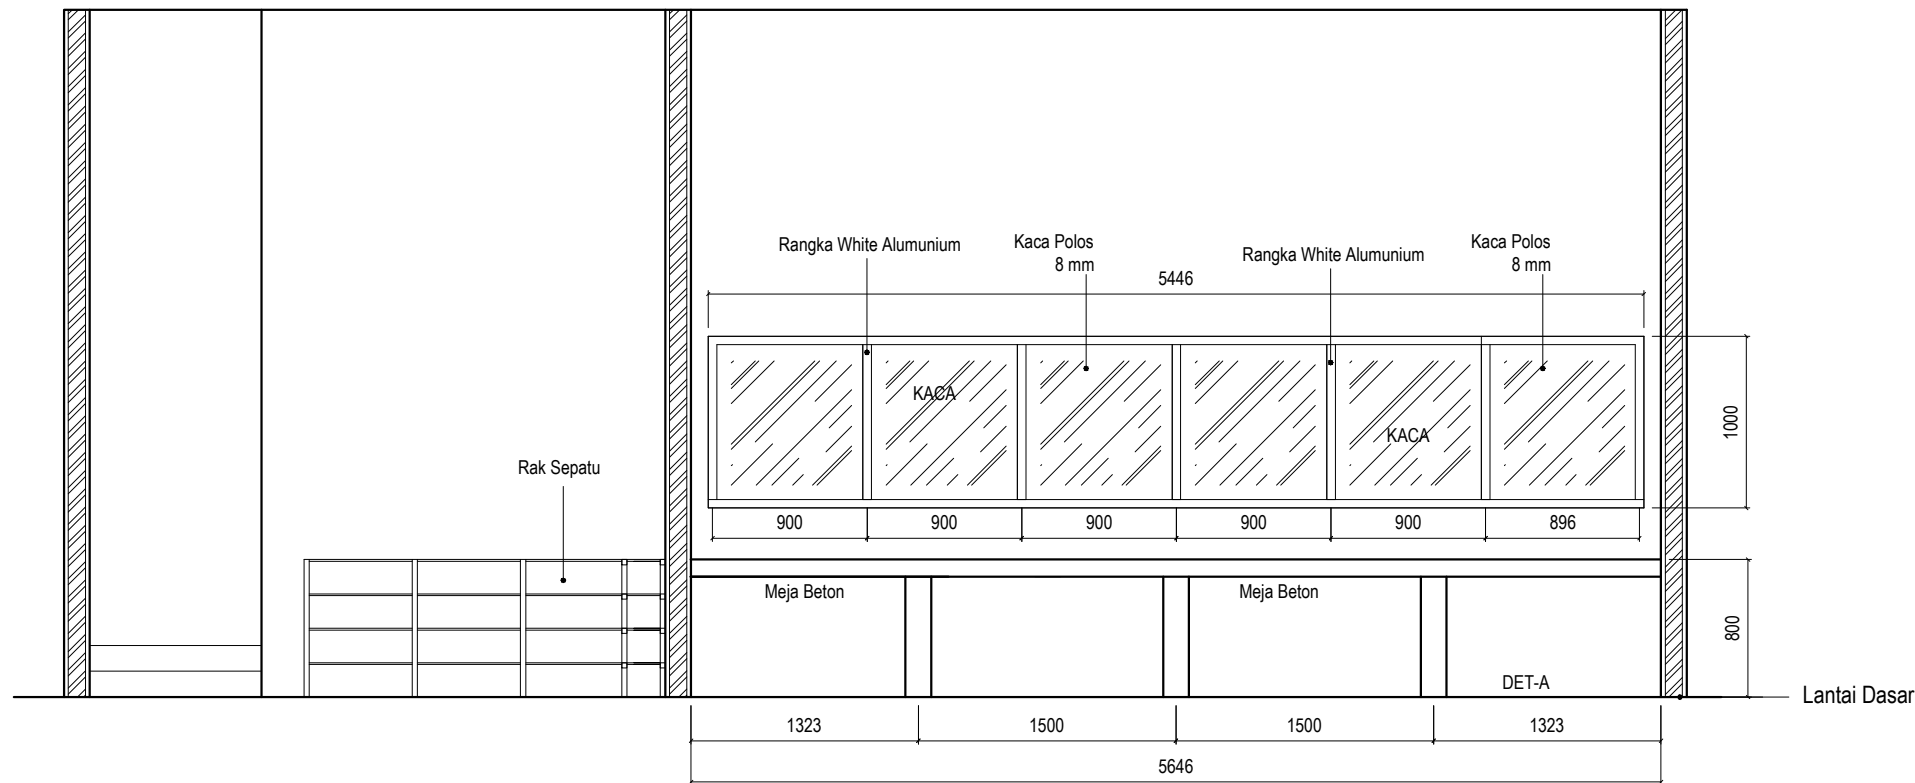 Rangka White Alumunium
Kaca Polos
8 mm
Rangka White Alumunium
Kaca Polos
8 mm
5446
KACA
KACA
1000
Rak Sepatu
900
900
900
900
900
896
Meja Beton
Meja Beton
800
DET-A
Lantai Dasar
1323
1500
1500
1323
5646